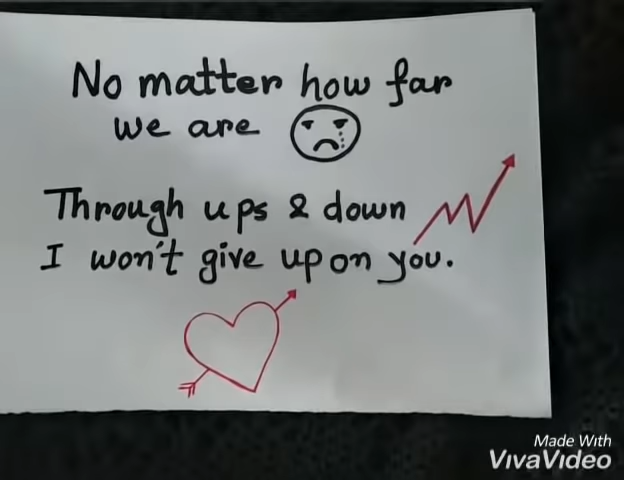 No matter how far
we are
Through ups & down
I won't give up on you.
Made With
VivaVideo